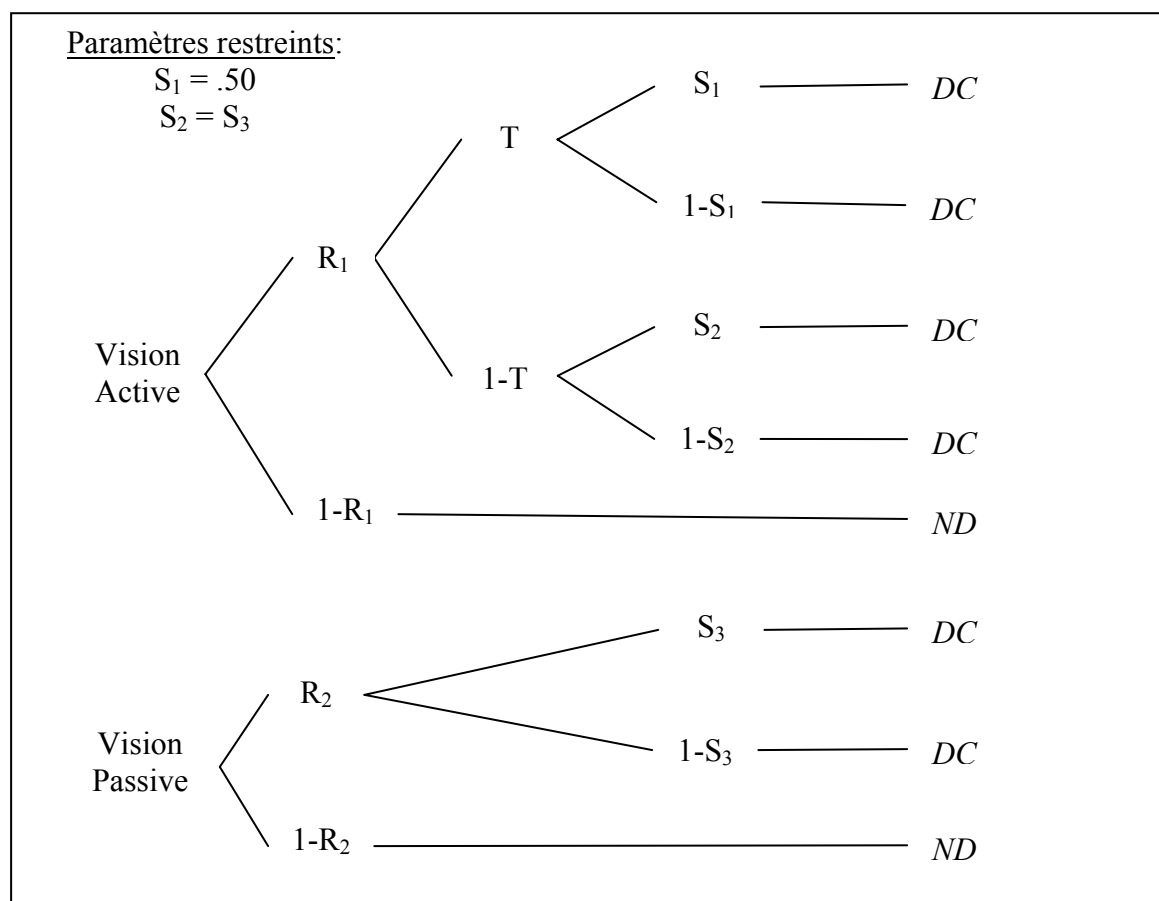 Paramètres restreints:
S₁ = .50
S₂ = S₃
S₁ DC
T
1-S₁ DC
R₁
S₂ DC
Vision
Active
1-T
1-S₂ DC
1-R₁ ND
S₃ DC
R₂
Vision
Passive
1-S₃ DC
1-R₂ ND